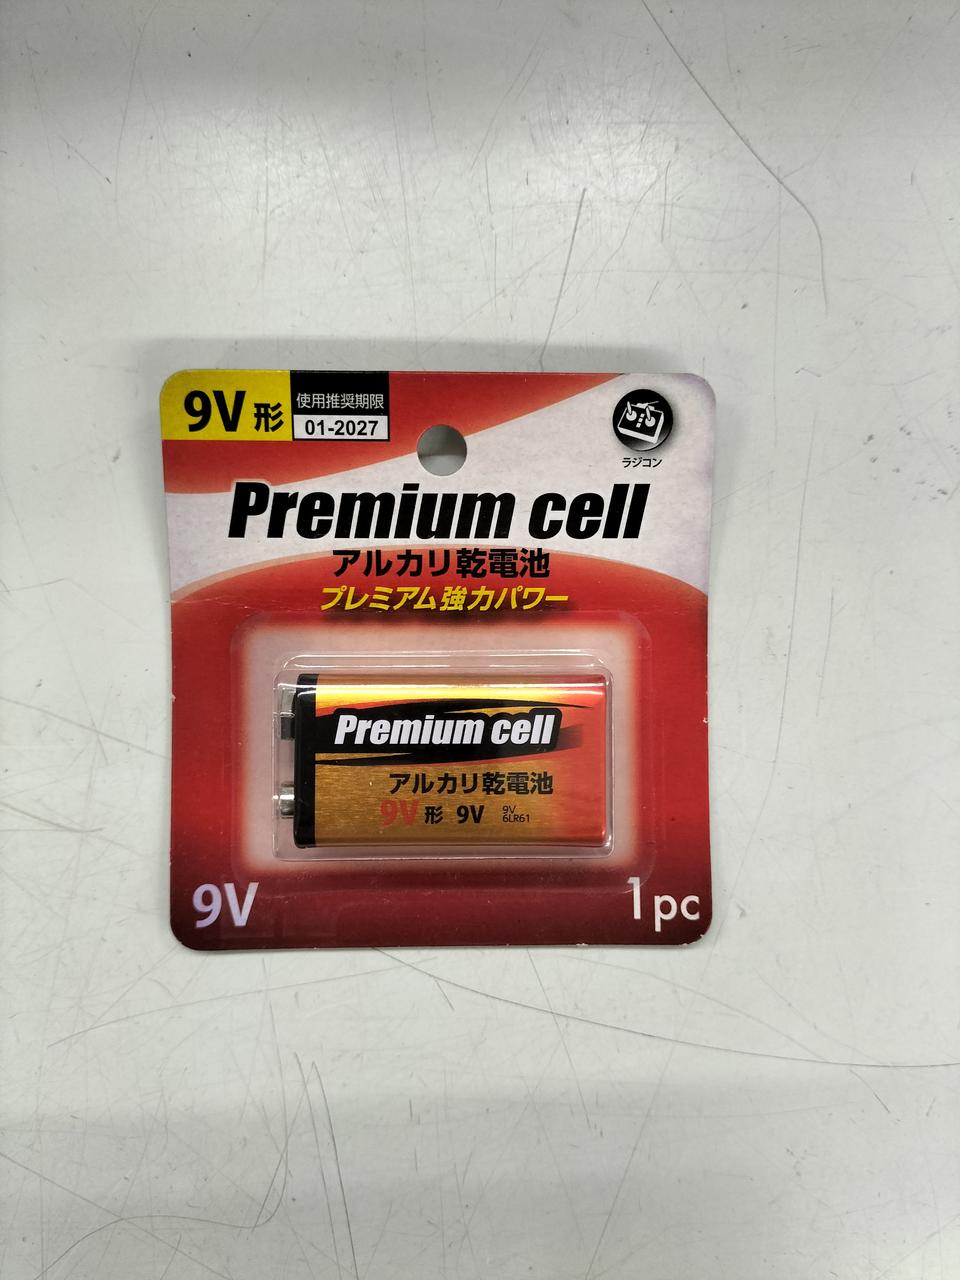 9V形
使用推奨期限
01-2027
ラジコン
Premium cell
アルカリ乾電池
プレミアム強力パワー
Premium cell
アルカリ乾電池
9V形 9V
9V
6LR61
9V
1pc